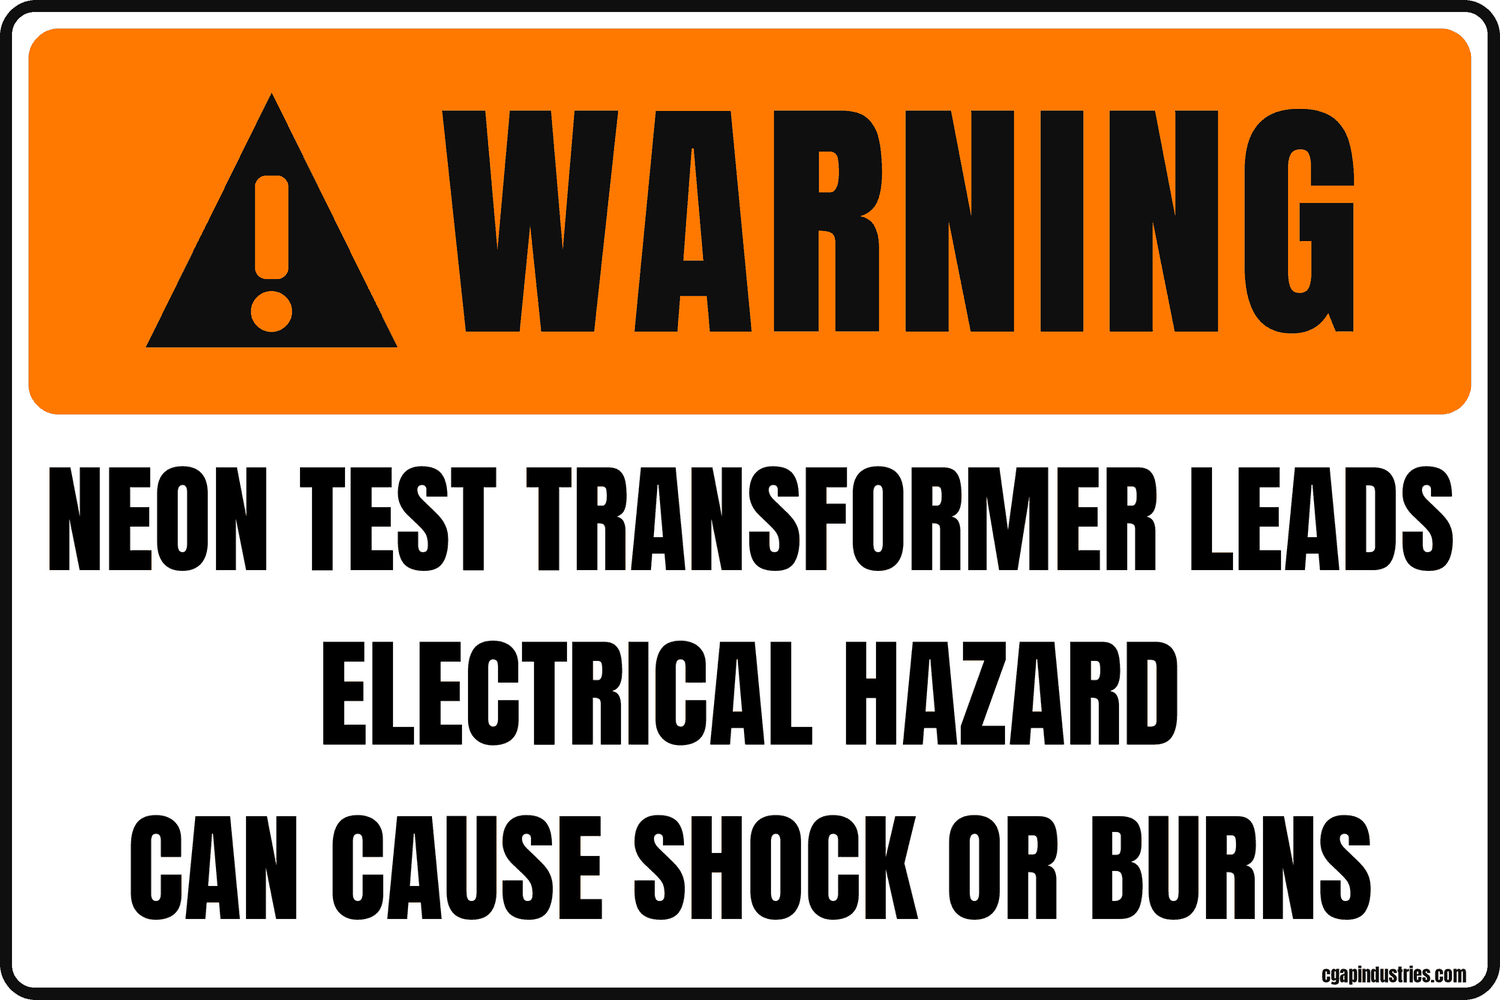 WARNING
NEON TEST TRANSFORMER LEADS
ELECTRICAL HAZARD
CAN CAUSE SHOCK OR BURNS
cgapindustries.com